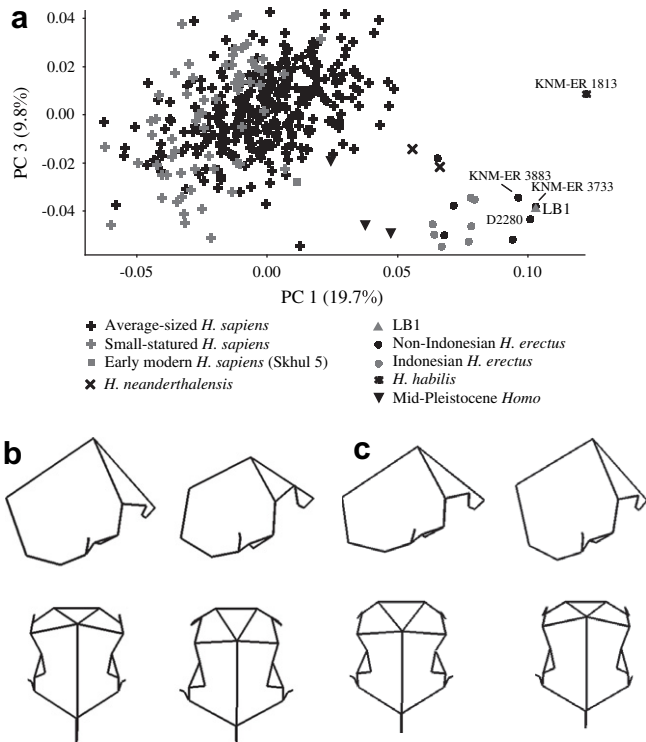 a
0.04
0.02
0.00
-0.02
-0.04
PC 3 (9.8%)
KNM-ER 1813
KNM-ER 3883
KNM-ER 3733
LB1
D2280
-0.05
0.00
0.05
0.10
PC 1 (19.7%)
Average-sized H. sapiens
Small-statured H. sapiens
Early modern H. sapiens (Skhul 5)
H. neanderthalensis
LB1
Non-Indonesian H. erectus
Indonesian H. erectus
H. habilis
Mid-Pleistocene Homo
b
c